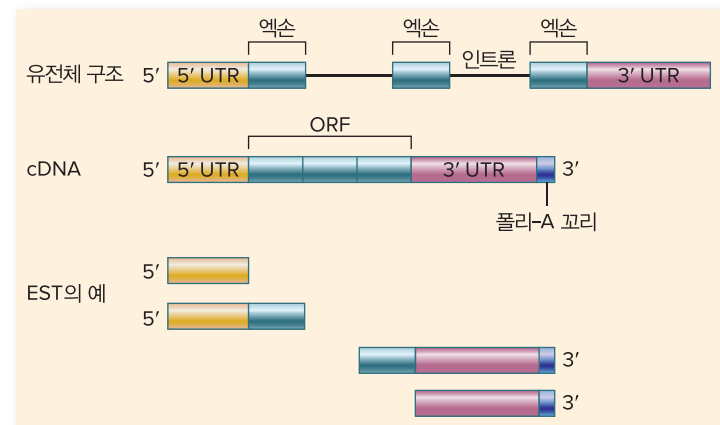 엑손 엑손 엑손
인트론
유전체 구조 5′ 5′ UTR 3′ UTR
ORF
cDNA 5′ 5′ UTR 3′ UTR 3′
폴리-A 꼬리
5′
EST의 예
5′
3′
3′